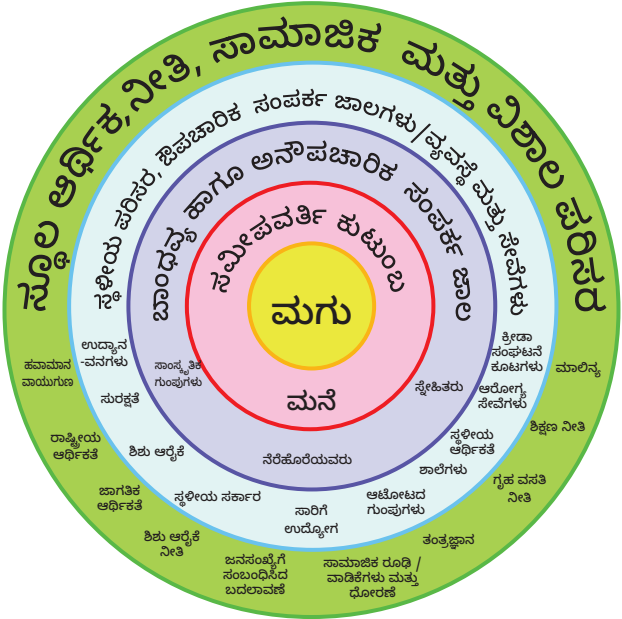 ಸ್ಥೂಲ ಆರ್ಥಿಕ,ನೀತಿ, ಸಾಮಾಜಿಕ ಮತ್ತು ವಿಶಾಲ ಪರಿಸರ
ಸ್ಥಳೀಯ ಪರಿಸರ, ಔಪಚಾರಿಕ ಸಂಪರ್ಕ ಜಾಲಗಳು/ವ್ಯವಸ್ಥೆ ಮತ್ತು ಸೇವೆಗಳು
ಬಾಂಧವ್ಯ ಹಾಗೂ ಅನೌಪಚಾರಿಕ ಸಂಪರ್ಕ ಜಾಲ
ಸಮೀಪವರ್ತಿ ಕುಟುಂಬ
ಮಗು
ಮನೆ
ಸಾಂಸ್ಕೃತಿಕ
ಗುಂಪುಗಳು
ಸ್ನೇಹಿತರು
ನೆರೆಹೊರೆಯವರು
ಉದ್ಯಾನ
-ವನಗಳು
ಸುರಕ್ಷತೆ
ಶಿಶು ಆರೈಕೆ
ಸ್ಥಳೀಯ ಸರ್ಕಾರ
ಸಾರಿಗೆ
ಉದ್ಯೋಗ
ಆಟೋಟದ
ಗುಂಪುಗಳು
ಶಾಲೆಗಳು
ಸ್ಥಳೀಯ
ಆರ್ಥಿಕತೆ
ಆರೋಗ್ಯ
ಸೇವೆಗಳು
ಕ್ರೀಡಾ
ಸಂಘಟನೆ
ಕೂಟಗಳು
ಹವಾಮಾನ
ವಾಯುಗುಣ
ರಾಷ್ಟ್ರೀಯ
ಆರ್ಥಿಕತೆ
ಜಾಗತಿಕ
ಆರ್ಥಿಕತೆ
ಶಿಶು ಆರೈಕೆ
ನೀತಿ
ಜನಸಂಖ್ಯೆಗೆ
ಸಂಬಂಧಿಸಿದ
ಬದಲಾವಣೆ
ಸಾಮಾಜಿಕ ರೂಢಿ /
ವಾಡಿಕೆಗಳು ಮತ್ತು
ಧೋರಣೆ
ತಂತ್ರಜ್ಞಾನ
ಗೃಹ ವಸತಿ
ನೀತಿ
ಶಿಕ್ಷಣ ನೀತಿ
ಮಾಲಿನ್ಯ